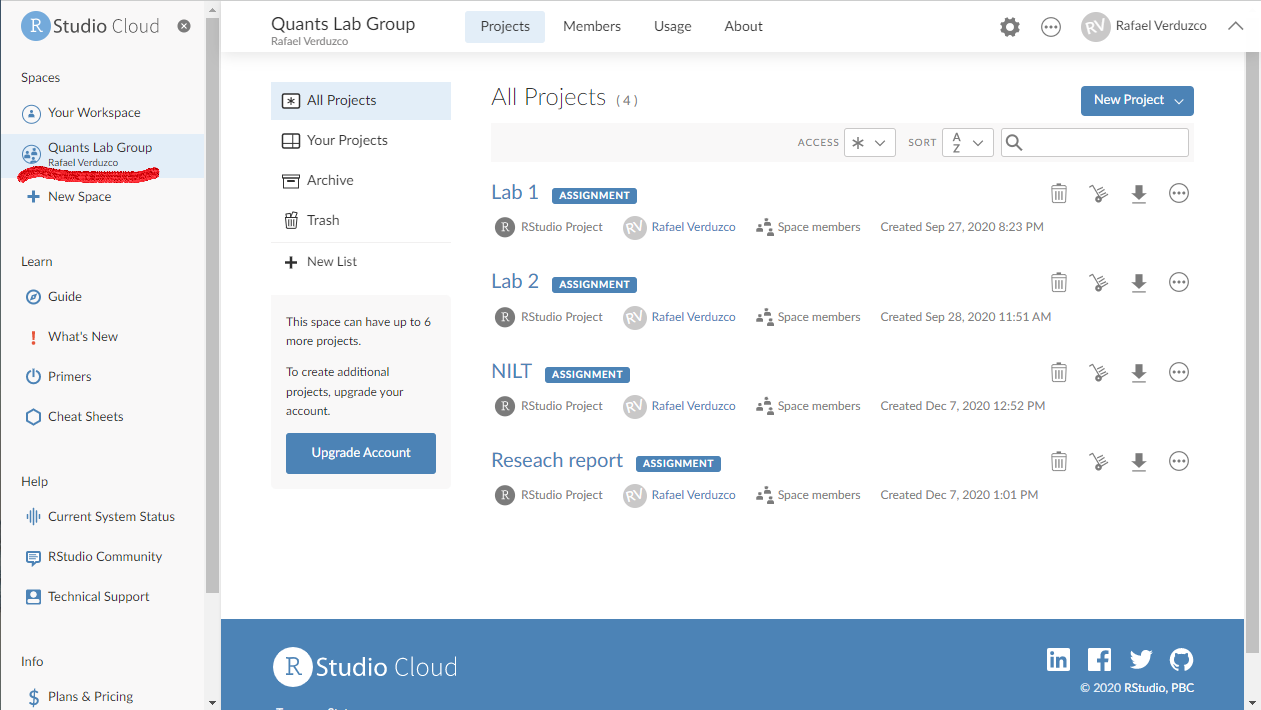 RStudio Cloud
Spaces
Your Workspace
Quants Lab Group
Rafael Verduzco
New Space
Learn
Guide
What's New
Primers
Cheat Sheets
Help
Current System Status
RStudio Community
Technical Support
Info
Plans & Pricing
Quants Lab Group
Rafael Verduzco
Projects Members Usage About
RV Rafael Verduzco
All Projects
Your Projects
Archive
Trash
New List
This space can have up to 6
more projects.
To create additional
projects, upgrade your
account.
Upgrade Account
All Projects (4)
New Project
ACCESS SORT A Z
Lab 1 ASSIGNMENT
R RStudio Project RV Rafael Verduzco Space members Created Sep 27, 2020 8:23 PM
Lab 2 ASSIGNMENT
R RStudio Project RV Rafael Verduzco Space members Created Sep 28, 2020 11:51 AM
NILT ASSIGNMENT
R RStudio Project RV Rafael Verduzco Space members Created Dec 7, 2020 12:52 PM
Reseach report ASSIGNMENT
R RStudio Project RV Rafael Verduzco Space members Created Dec 7, 2020 1:01 PM
RStudio Cloud
© 2020 RStudio, PBC